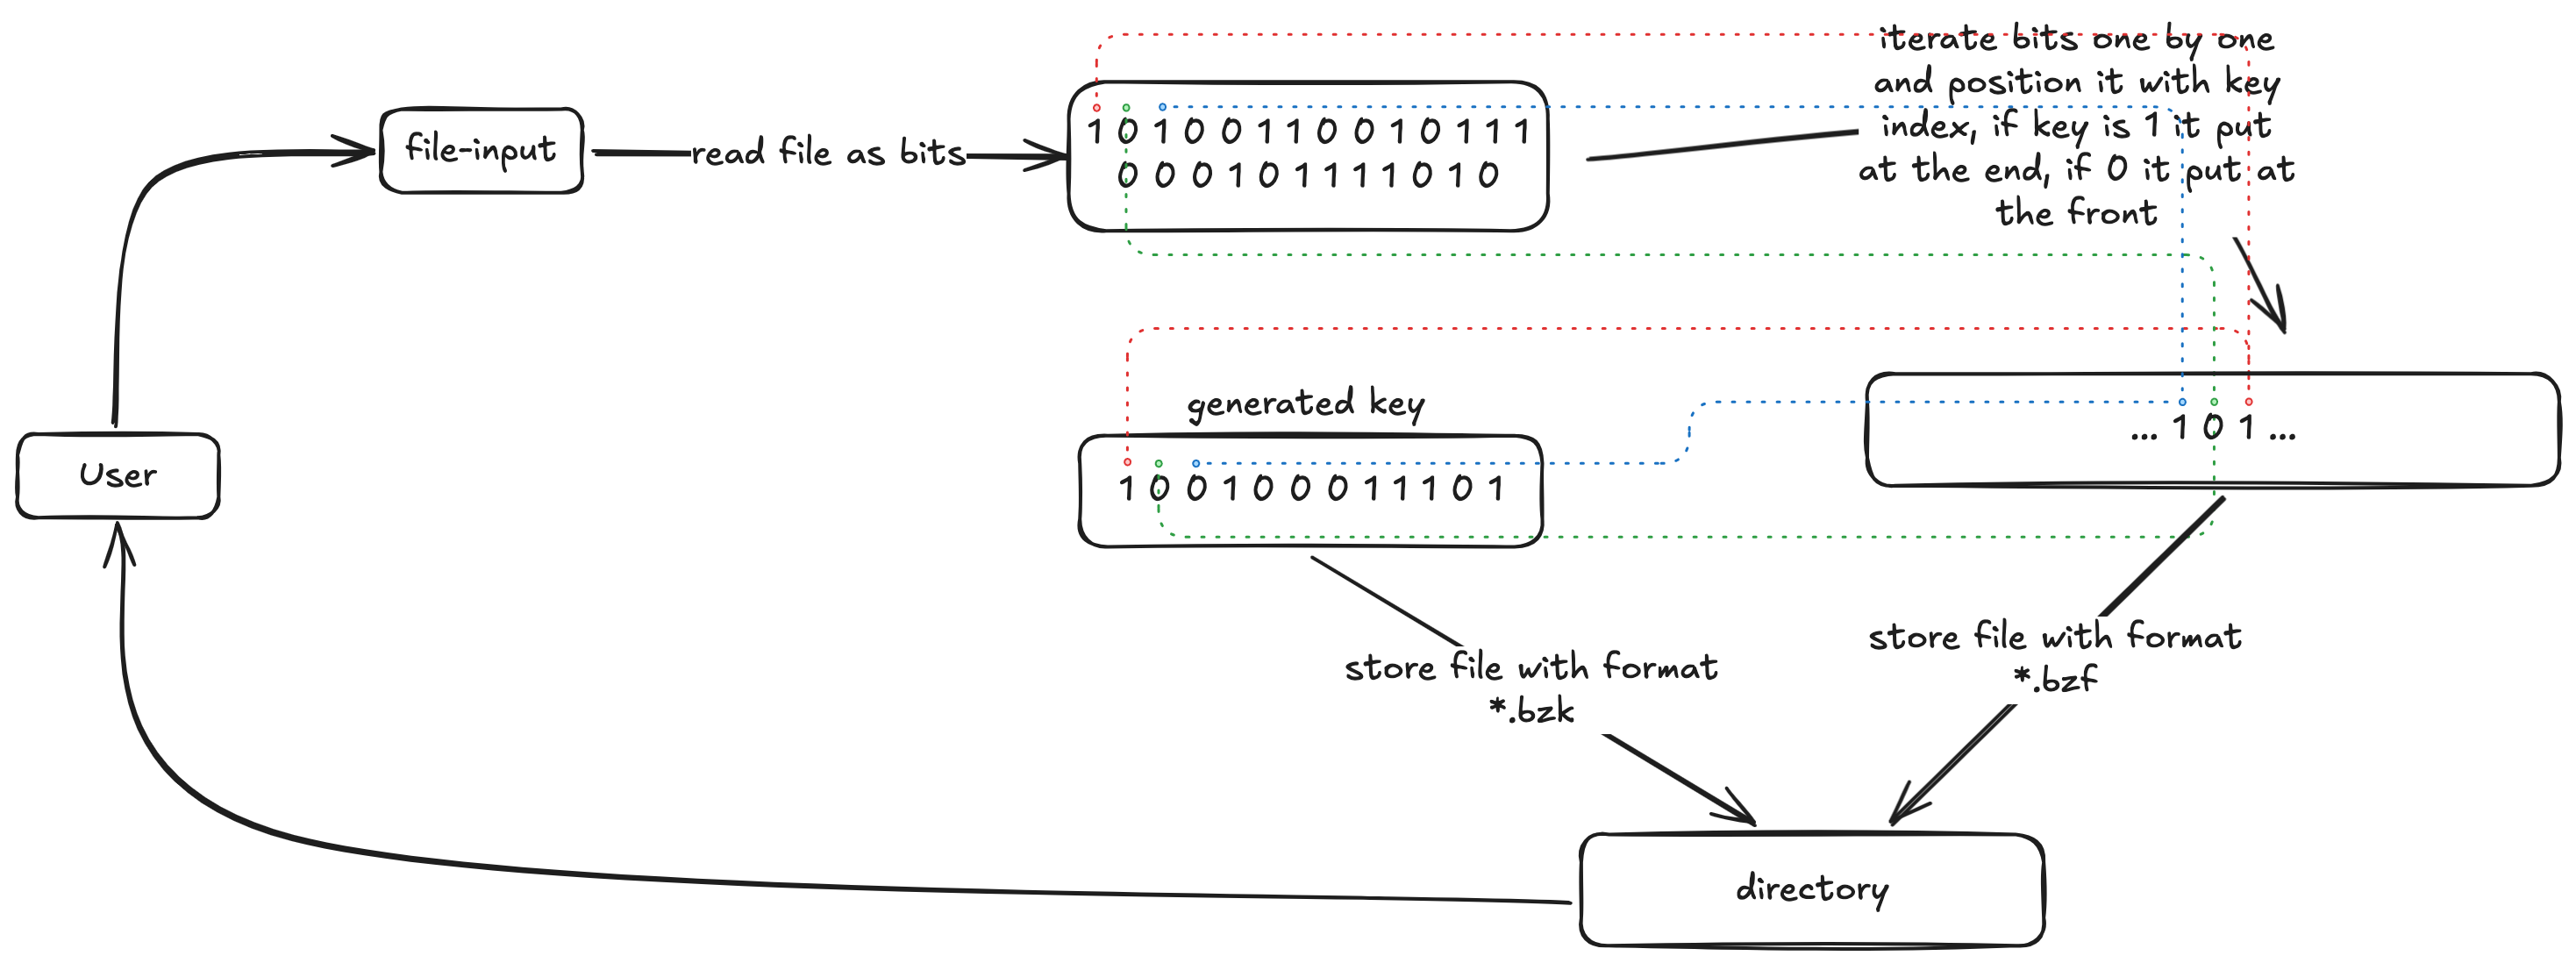 iterate bits one by one
and position it with key
index, if key is 1 it put
at the end, if 0 it put at
the front
file-input
read file as bits
1 0 1 0 0 1 1 0 0 1 0 1 1 1
0 0 0 1 0 1 1 1 1 0 1 0
generated key
... 1 0 1 ...
User
1 0 0 1 0 0 0 1 1 1 0 1
store file with format
*.bzk
store file with format
*.bzf
directory